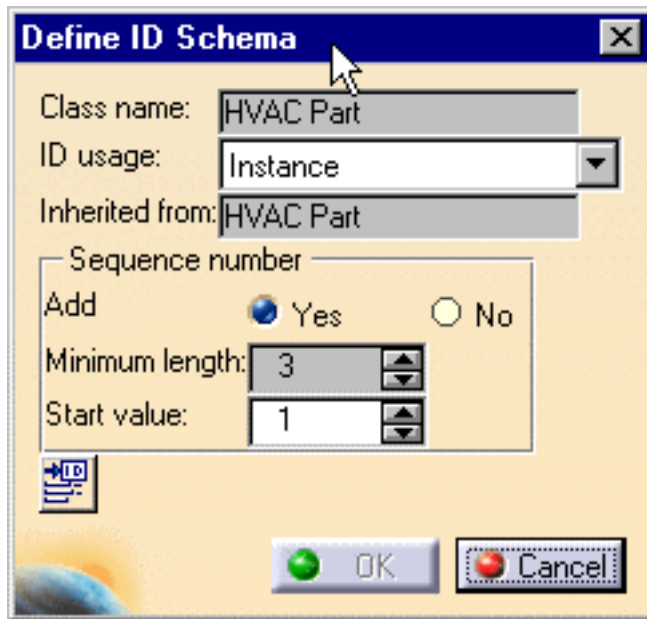 Define ID Schema
Class name: HVAC Part
ID usage: Instance
Inherited from: HVAC Part
Sequence number
Add Yes No
Minimum length: 3
Start value: 1
ID
OK Cancel